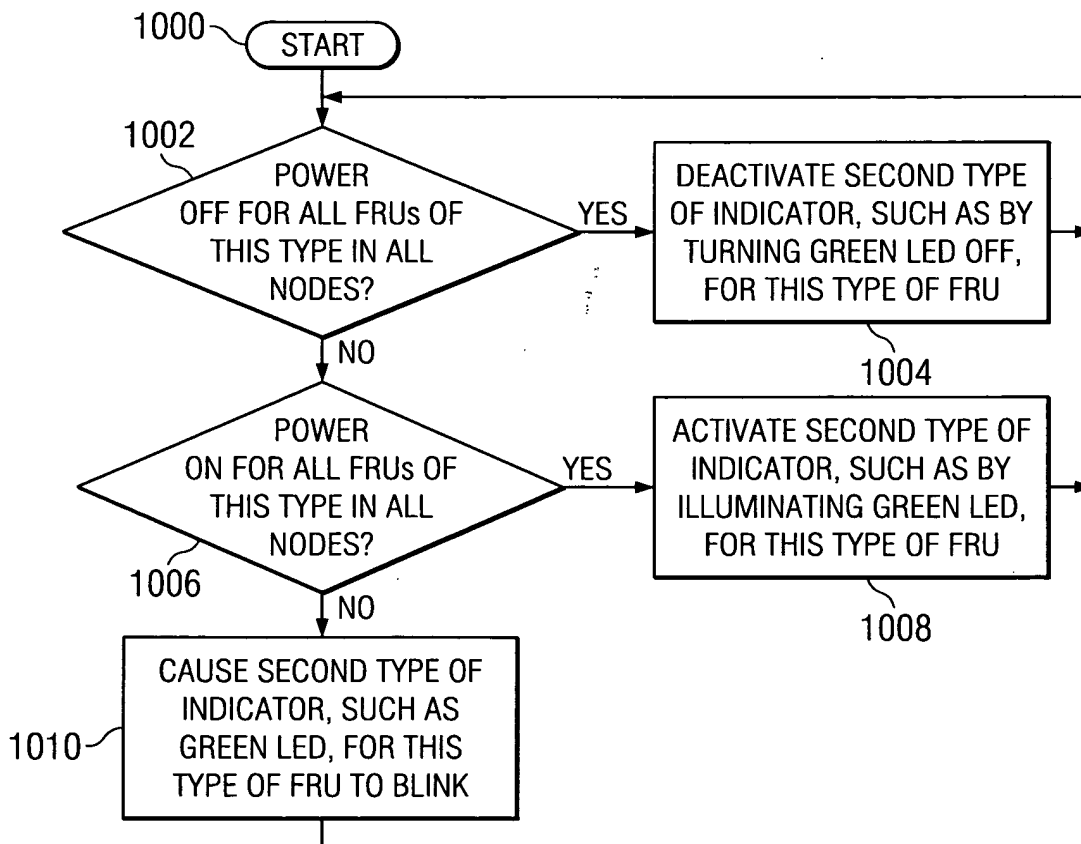 1000
START
1002
POWER
OFF FOR ALL FRUs OF
THIS TYPE IN ALL
NODES?
YES
DEACTIVATE SECOND TYPE
OF INDICATOR, SUCH AS BY
TURNING GREEN LED OFF,
FOR THIS TYPE OF FRU
1004
NO
POWER
ON FOR ALL FRUs OF
THIS TYPE IN ALL
NODES?
1006
YES
ACTIVATE SECOND TYPE OF
INDICATOR, SUCH AS BY
ILLUMINATING GREEN LED,
FOR THIS TYPE OF FRU
1008
NO
CAUSE SECOND TYPE OF
INDICATOR, SUCH AS
GREEN LED, FOR THIS
TYPE OF FRU TO BLINK
1010